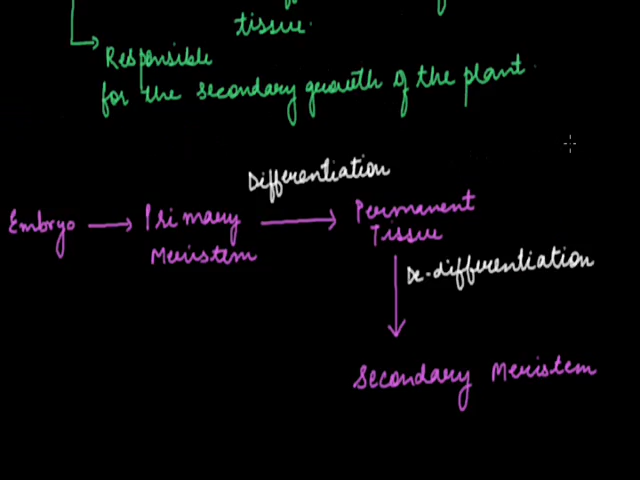 tissue.
Responsible
for the secondary growth of the plant.
Differentiation
Embryo → Primary Meristem → Permanent Tissue
De-differentiation
Secondary Meristem